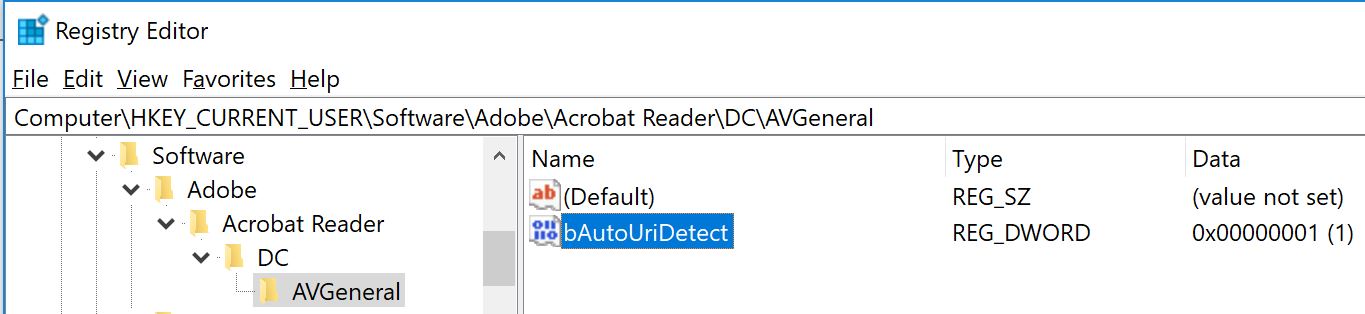 Registry Editor
File Edit View Favorites Help
Computer\HKEY_CURRENT_USER\Software\Adobe\Acrobat Reader\DC\AVGeneral
Software
Adobe
Acrobat Reader
DC
AVGeneral
Name Type Data
(Default) REG_SZ (value not set)
bAutoUriDetect REG_DWORD 0x00000001 (1)